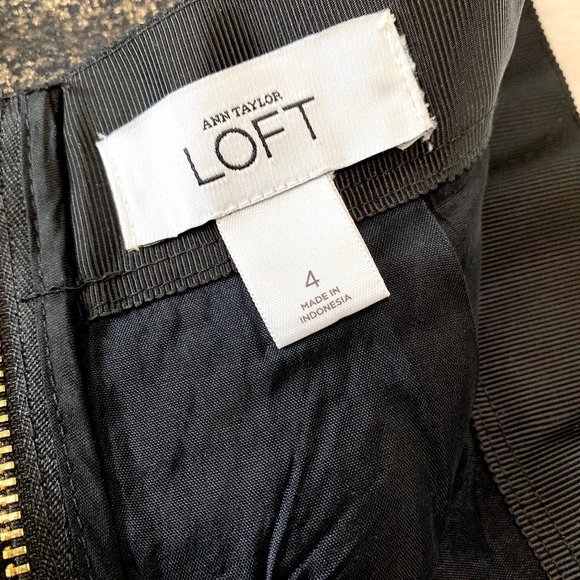 ANN TAYLOR
LOFT
4
MADE IN
INDONESIA